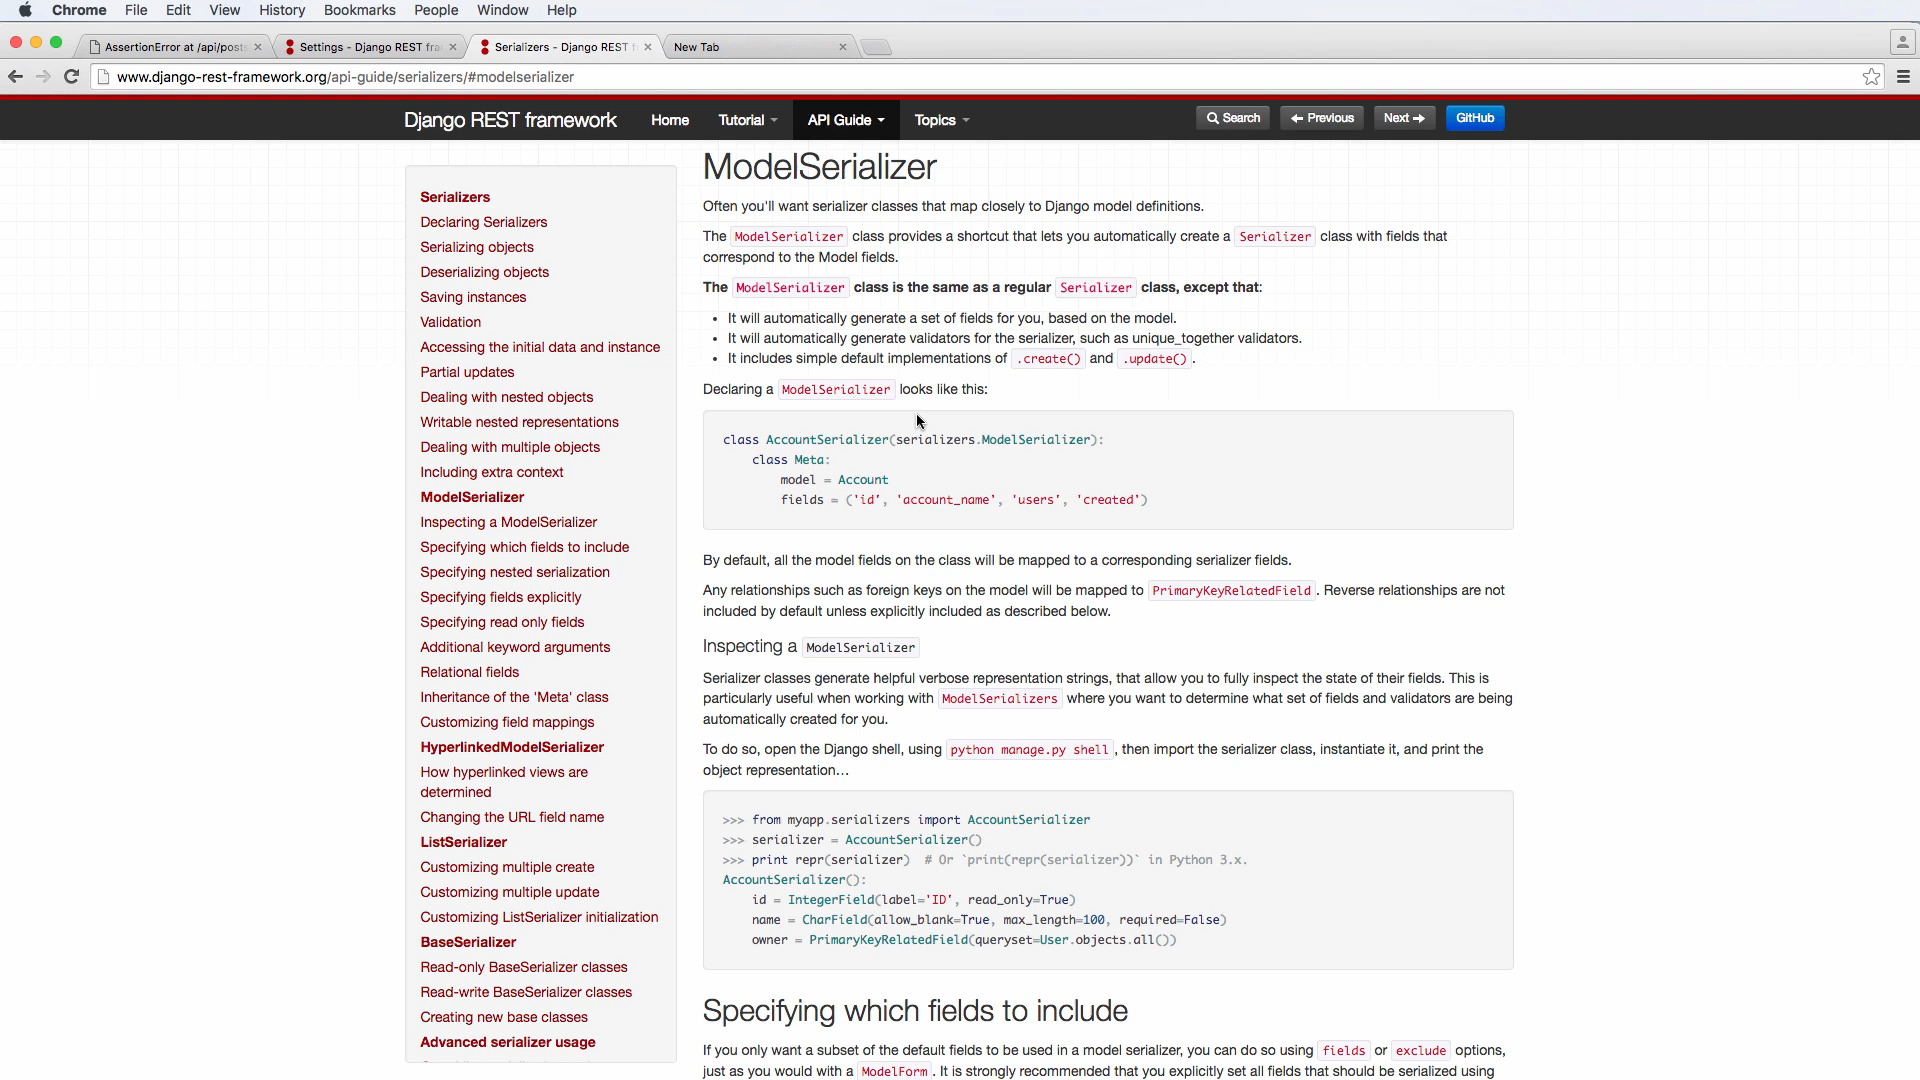 Chrome File Edit View History Bookmarks People Window Help
AssertionError at /api/posts
Settings - Django REST fra
Serializers - Django REST f
New Tab
www.django-rest-framework.org/api-guide/serializers/#modelserializer
Django REST framework Home Tutorial API Guide Topics Search Previous Next GitHub
Serializers
Declaring Serializers
Serializing objects
Deserializing objects
Saving instances
Validation
Accessing the initial data and instance
Partial updates
Dealing with nested objects
Writable nested representations
Dealing with multiple objects
Including extra context
ModelSerializer
Inspecting a ModelSerializer
Specifying which fields to include
Specifying nested serialization
Specifying fields explicitly
Specifying read only fields
Additional keyword arguments
Relational fields
Inheritance of the 'Meta' class
Customizing field mappings
HyperlinkedModelSerializer
How hyperlinked views are
determined
Changing the URL field name
ListSerializer
Customizing multiple create
Customizing multiple update
Customizing ListSerializer initialization
BaseSerializer
Read-only BaseSerializer classes
Read-write BaseSerializer classes
Creating new base classes
Advanced serializer usage
ModelSerializer
Often you'll want serializer classes that map closely to Django model definitions.
The ModelSerializer class provides a shortcut that lets you automatically create a Serializer class with fields that
correspond to the Model fields.
The ModelSerializer class is the same as a regular Serializer class, except that:
• It will automatically generate a set of fields for you, based on the model.
• It will automatically generate validators for the serializer, such as unique_together validators.
• It includes simple default implementations of .create() and .update().
Declaring a ModelSerializer looks like this:
class AccountSerializer(serializers.ModelSerializer):
class Meta:
model = Account
fields = ('id', 'account_name', 'users', 'created')
By default, all the model fields on the class will be mapped to a corresponding serializer fields.
Any relationships such as foreign keys on the model will be mapped to PrimaryKeyRelatedField. Reverse relationships are not
included by default unless explicitly included as described below.
Inspecting a ModelSerializer
Serializer classes generate helpful verbose representation strings, that allow you to fully inspect the state of their fields. This is
particularly useful when working with ModelSerializers where you want to determine what set of fields and validators are being
automatically created for you.
To do so, open the Django shell, using python manage.py shell, then import the serializer class, instantiate it, and print the
object representation…
>>> from myapp.serializers import AccountSerializer
>>> serializer = AccountSerializer()
>>> print repr(serializer)  # Or `print(repr(serializer))` in Python 3.x.
AccountSerializer():
id = IntegerField(label='ID', read_only=True)
name = CharField(allow_blank=True, max_length=100, required=False)
owner = PrimaryKeyRelatedField(queryset=User.objects.all())
Specifying which fields to include
If you only want a subset of the default fields to be used in a model serializer, you can do so using fields or exclude options,
just as you would with a ModelForm. It is strongly recommended that you explicitly set all fields that should be serialized using